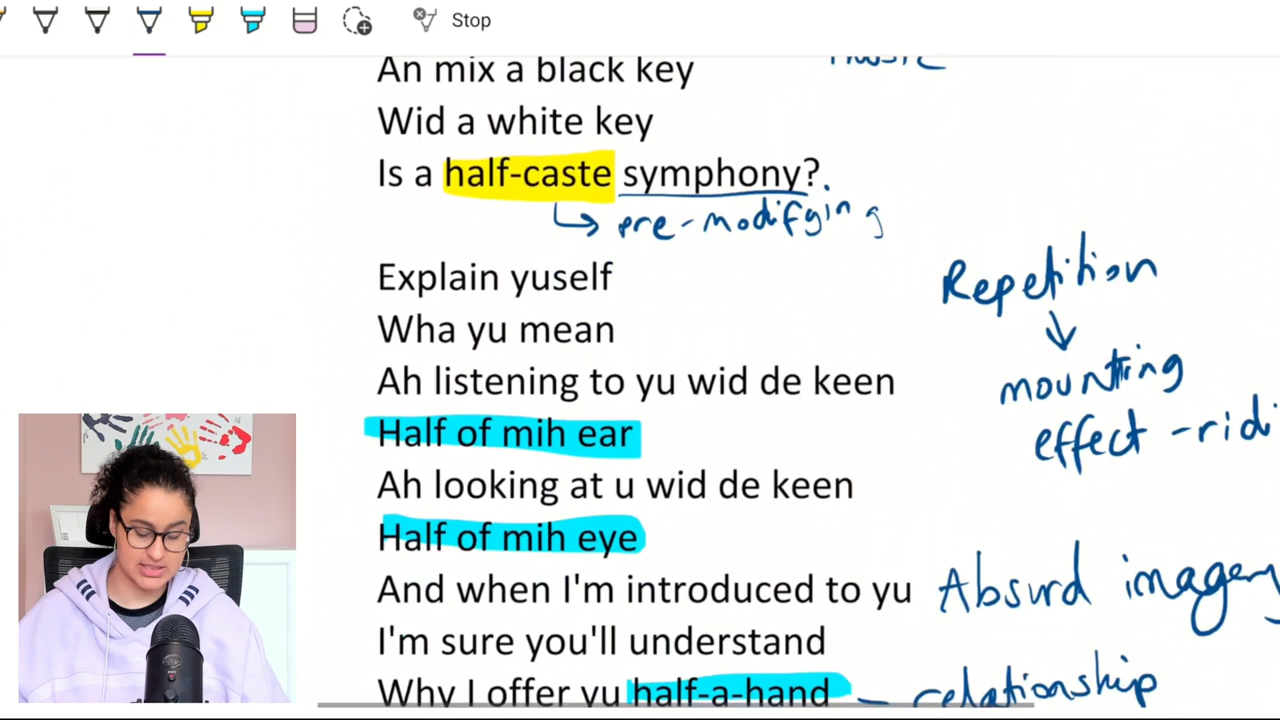 Stop
An mix a black key
Wid a white key
Is a half-caste symphony?.
pre-modifying
Explain yuself
Repetition
Wha yu mean
Ah listening to yu wid de keen
mounting
Half of mih ear
effect -ridi
Ah looking at u wid de keen
Half of mih eye
And when I'm introduced to yu
Absurd imagery
I'm sure you'll understand
Why I offer yu half-a-hand
- relationship